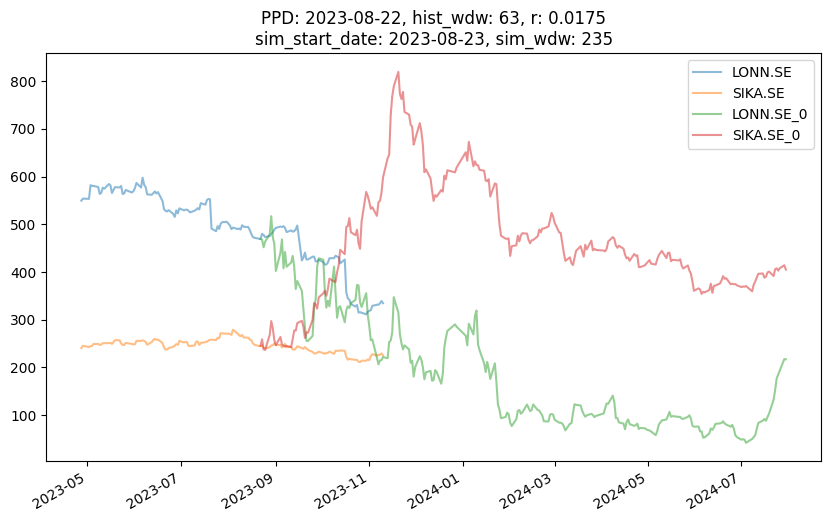 PPD: 2023-08-22, hist_wdw: 63, r: 0.0175
sim_start_date: 2023-08-23, sim_wdw: 235
LONN.SE
SIKA.SE
LONN.SE_0
SIKA.SE_0
800
700
600
500
400
300
200
100
2023-05
2023-07
2023-09
2023-11
2024-01
2024-03
2024-05
2024-07